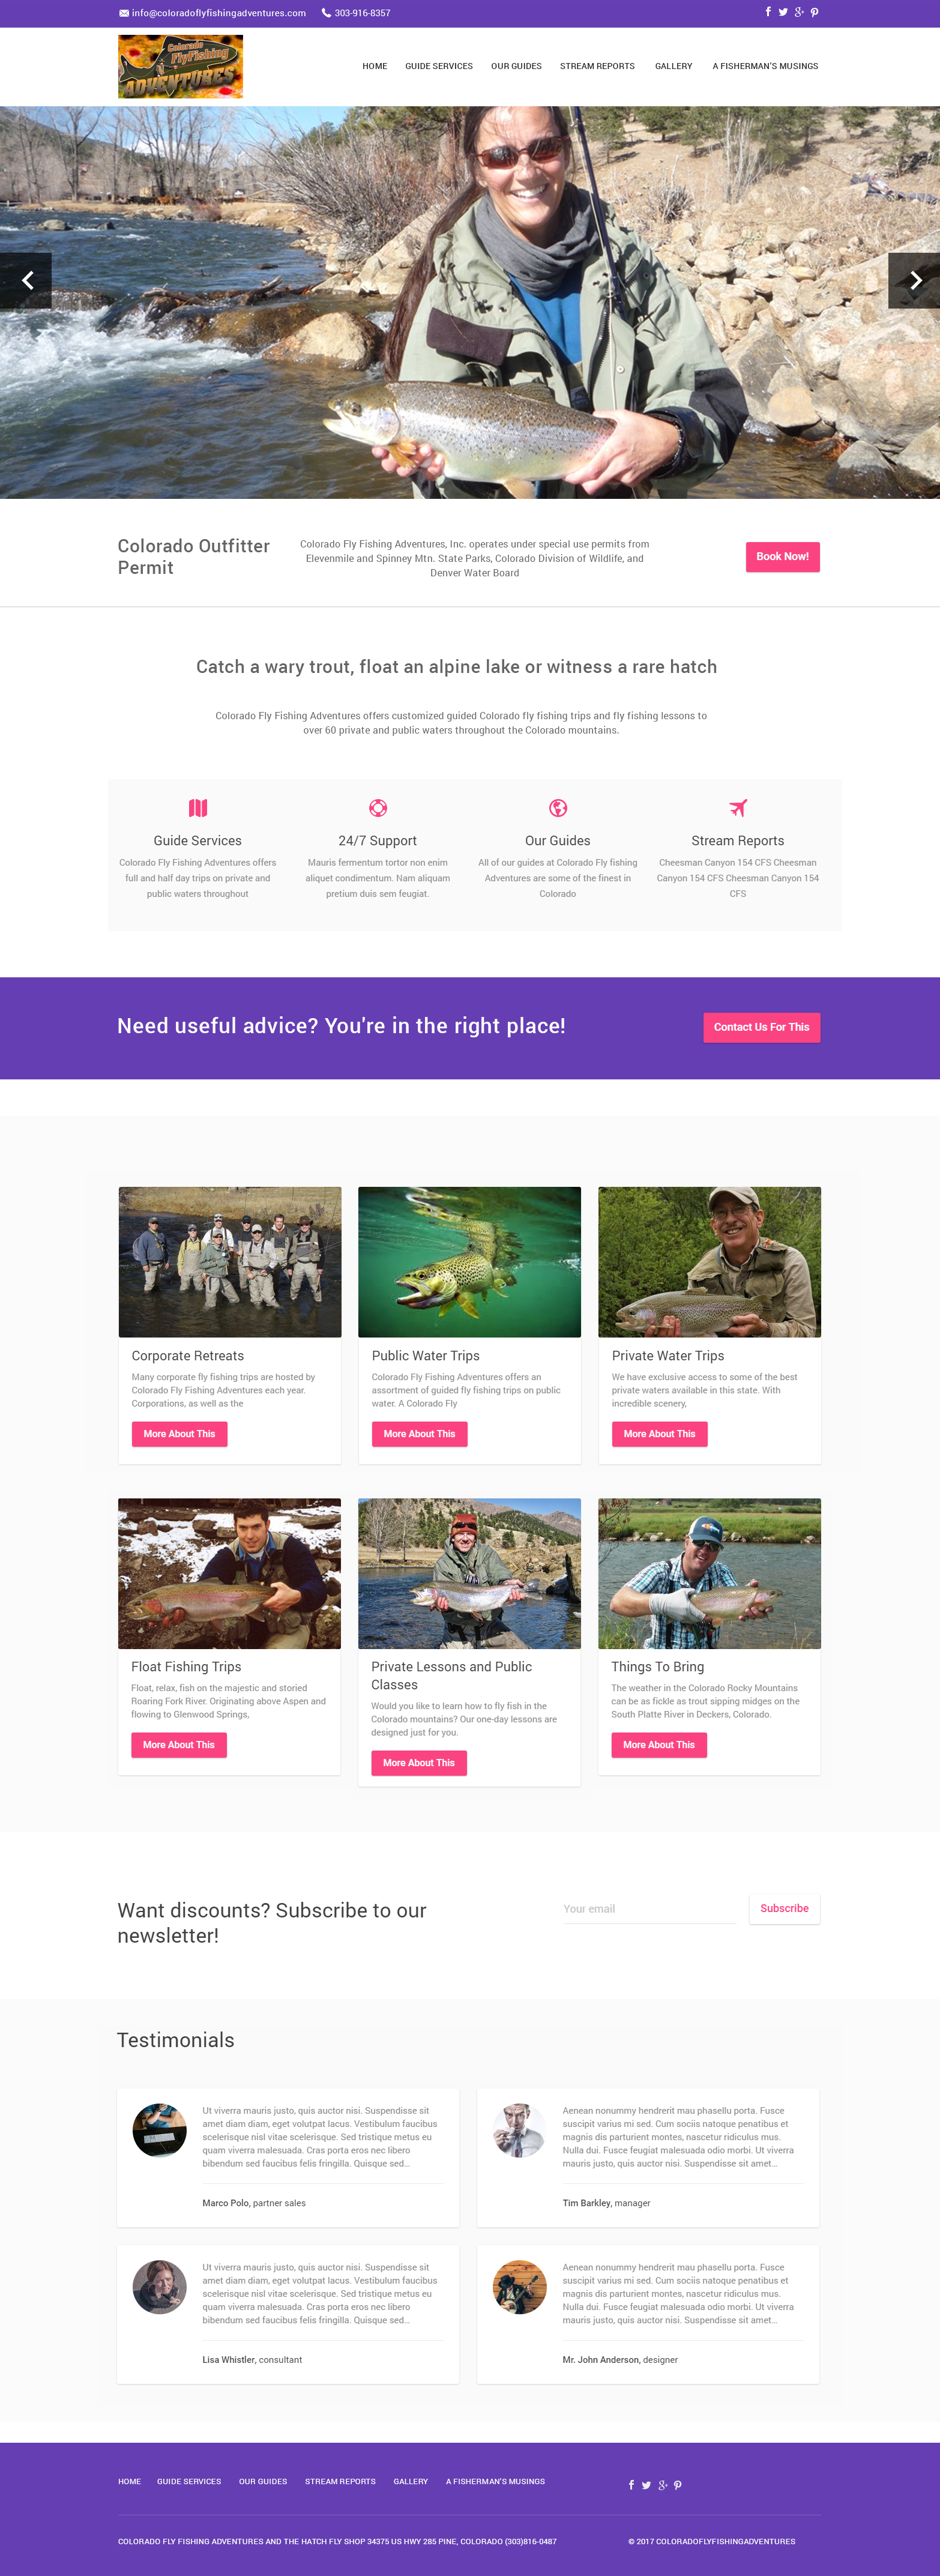 info@coloradoflyfishingadventures.com 303-916-8357
Colorado
FlyFishing
ADVENTURES
HOME GUIDE SERVICES OUR GUIDES STREAM REPORTS GALLERY A FISHERMAN'S MUSINGS
Colorado Outfitter
Permit
Colorado Fly Fishing Adventures, Inc. operates under special use permits from
Elevenmile and Spinney Mtn. State Parks, Colorado Division of Wildlife, and
Denver Water Board
Book Now!
Catch a wary trout, float an alpine lake or witness a rare hatch
Colorado Fly Fishing Adventures offers customized guided Colorado fly fishing trips and fly fishing lessons to
over 60 private and public waters throughout the Colorado mountains.
Guide Services
Colorado Fly Fishing Adventures offers
full and half day trips on private and
public waters throughout
24/7 Support
Mauris fermentum tortor non enim
aliquet condimentum. Nam aliquam
pretium duis sem feugiat.
Our Guides
All of our guides at Colorado Fly fishing
Adventures are some of the finest in
Colorado
Stream Reports
Cheesman Canyon 154 CFS Cheesman
Canyon 154 CFS Cheesman Canyon 154
CFS
Need useful advice? You're in the right place!
Contact Us For This
Corporate Retreats
Many corporate fly fishing trips are hosted by
Colorado Fly Fishing Adventures each year.
Corporations, as well as the
More About This
Public Water Trips
Colorado Fly Fishing Adventures offers an
assortment of guided fly fishing trips on public
water. A Colorado Fly
More About This
Private Water Trips
We have exclusive access to some of the best
private waters available in this state. With
incredible scenery,
More About This
Float Fishing Trips
Float, relax, fish on the majestic and storied
Roaring Fork River. Originating above Aspen and
flowing to Glenwood Springs,
More About This
Private Lessons and Public
Classes
Would you like to learn how to fly fish in the
Colorado mountains? Our one-day lessons are
designed just for you.
More About This
Things To Bring
The weather in the Colorado Rocky Mountains
can be as fickle as trout sipping midges on the
South Platte River in Deckers, Colorado.
More About This
Want discounts? Subscribe to our
newsletter!
Your email
Subscribe
Testimonials
Ut viverra mauris justo, quis auctor nisi. Suspendisse sit
amet diam diam, eget volutpat lacus. Vestibulum faucibus
scelerisque nisl vitae scelerisque. Sed tristique metus eu
quam viverra malesuada. Cras porta eros nec libero
bibendum sed faucibus felis fringilla. Quisque sed...
Marco Polo, partner sales
Aenean nonummy hendrerit mau phasellu porta. Fusce
suscipit varius mi sed. Cum sociis natoque penatibus et
magnis dis parturient montes, nascetur ridiculus mus.
Nulla dui. Fusce feugiat malesuada odio morbi. Ut viverra
mauris justo, quis auctor nisi. Suspendisse sit amet...
Tim Barkley, manager
Ut viverra mauris justo, quis auctor nisi. Suspendisse sit
amet diam diam, eget volutpat lacus. Vestibulum faucibus
scelerisque nisl vitae scelerisque. Sed tristique metus eu
quam viverra malesuada. Cras porta eros nec libero
bibendum sed faucibus felis fringilla. Quisque sed...
Lisa Whistler, consultant
Aenean nonummy hendrerit mau phasellu porta. Fusce
suscipit varius mi sed. Cum sociis natoque penatibus et
magnis dis parturient montes, nascetur ridiculus mus.
Nulla dui. Fusce feugiat malesuada odio morbi. Ut viverra
mauris justo, quis auctor nisi. Suspendisse sit amet...
Mr. John Anderson, designer
HOME GUIDE SERVICES OUR GUIDES STREAM REPORTS GALLERY A FISHERMAN'S MUSINGS
COLORADO FLY FISHING ADVENTURES AND THE HATCH FLY SHOP 34375 US HWY 285 PINE, COLORADO (303)816-0487
© 2017 COLORADOFLYFISHINGADVENTURES